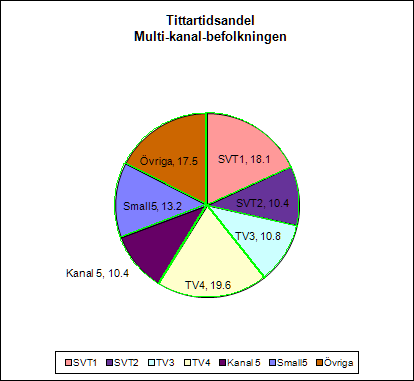 Tittartidsandel
Multi-kanal-befolkningen
Övriga, 17.5
SVT1, 18.1
Small5, 13.2
SVT2, 10.4
TV3, 10.8
Kanal 5, 10.4
TV4, 19.6
SVT1 SVT2 TV3 TV4 Kanal 5 Small5 Övriga